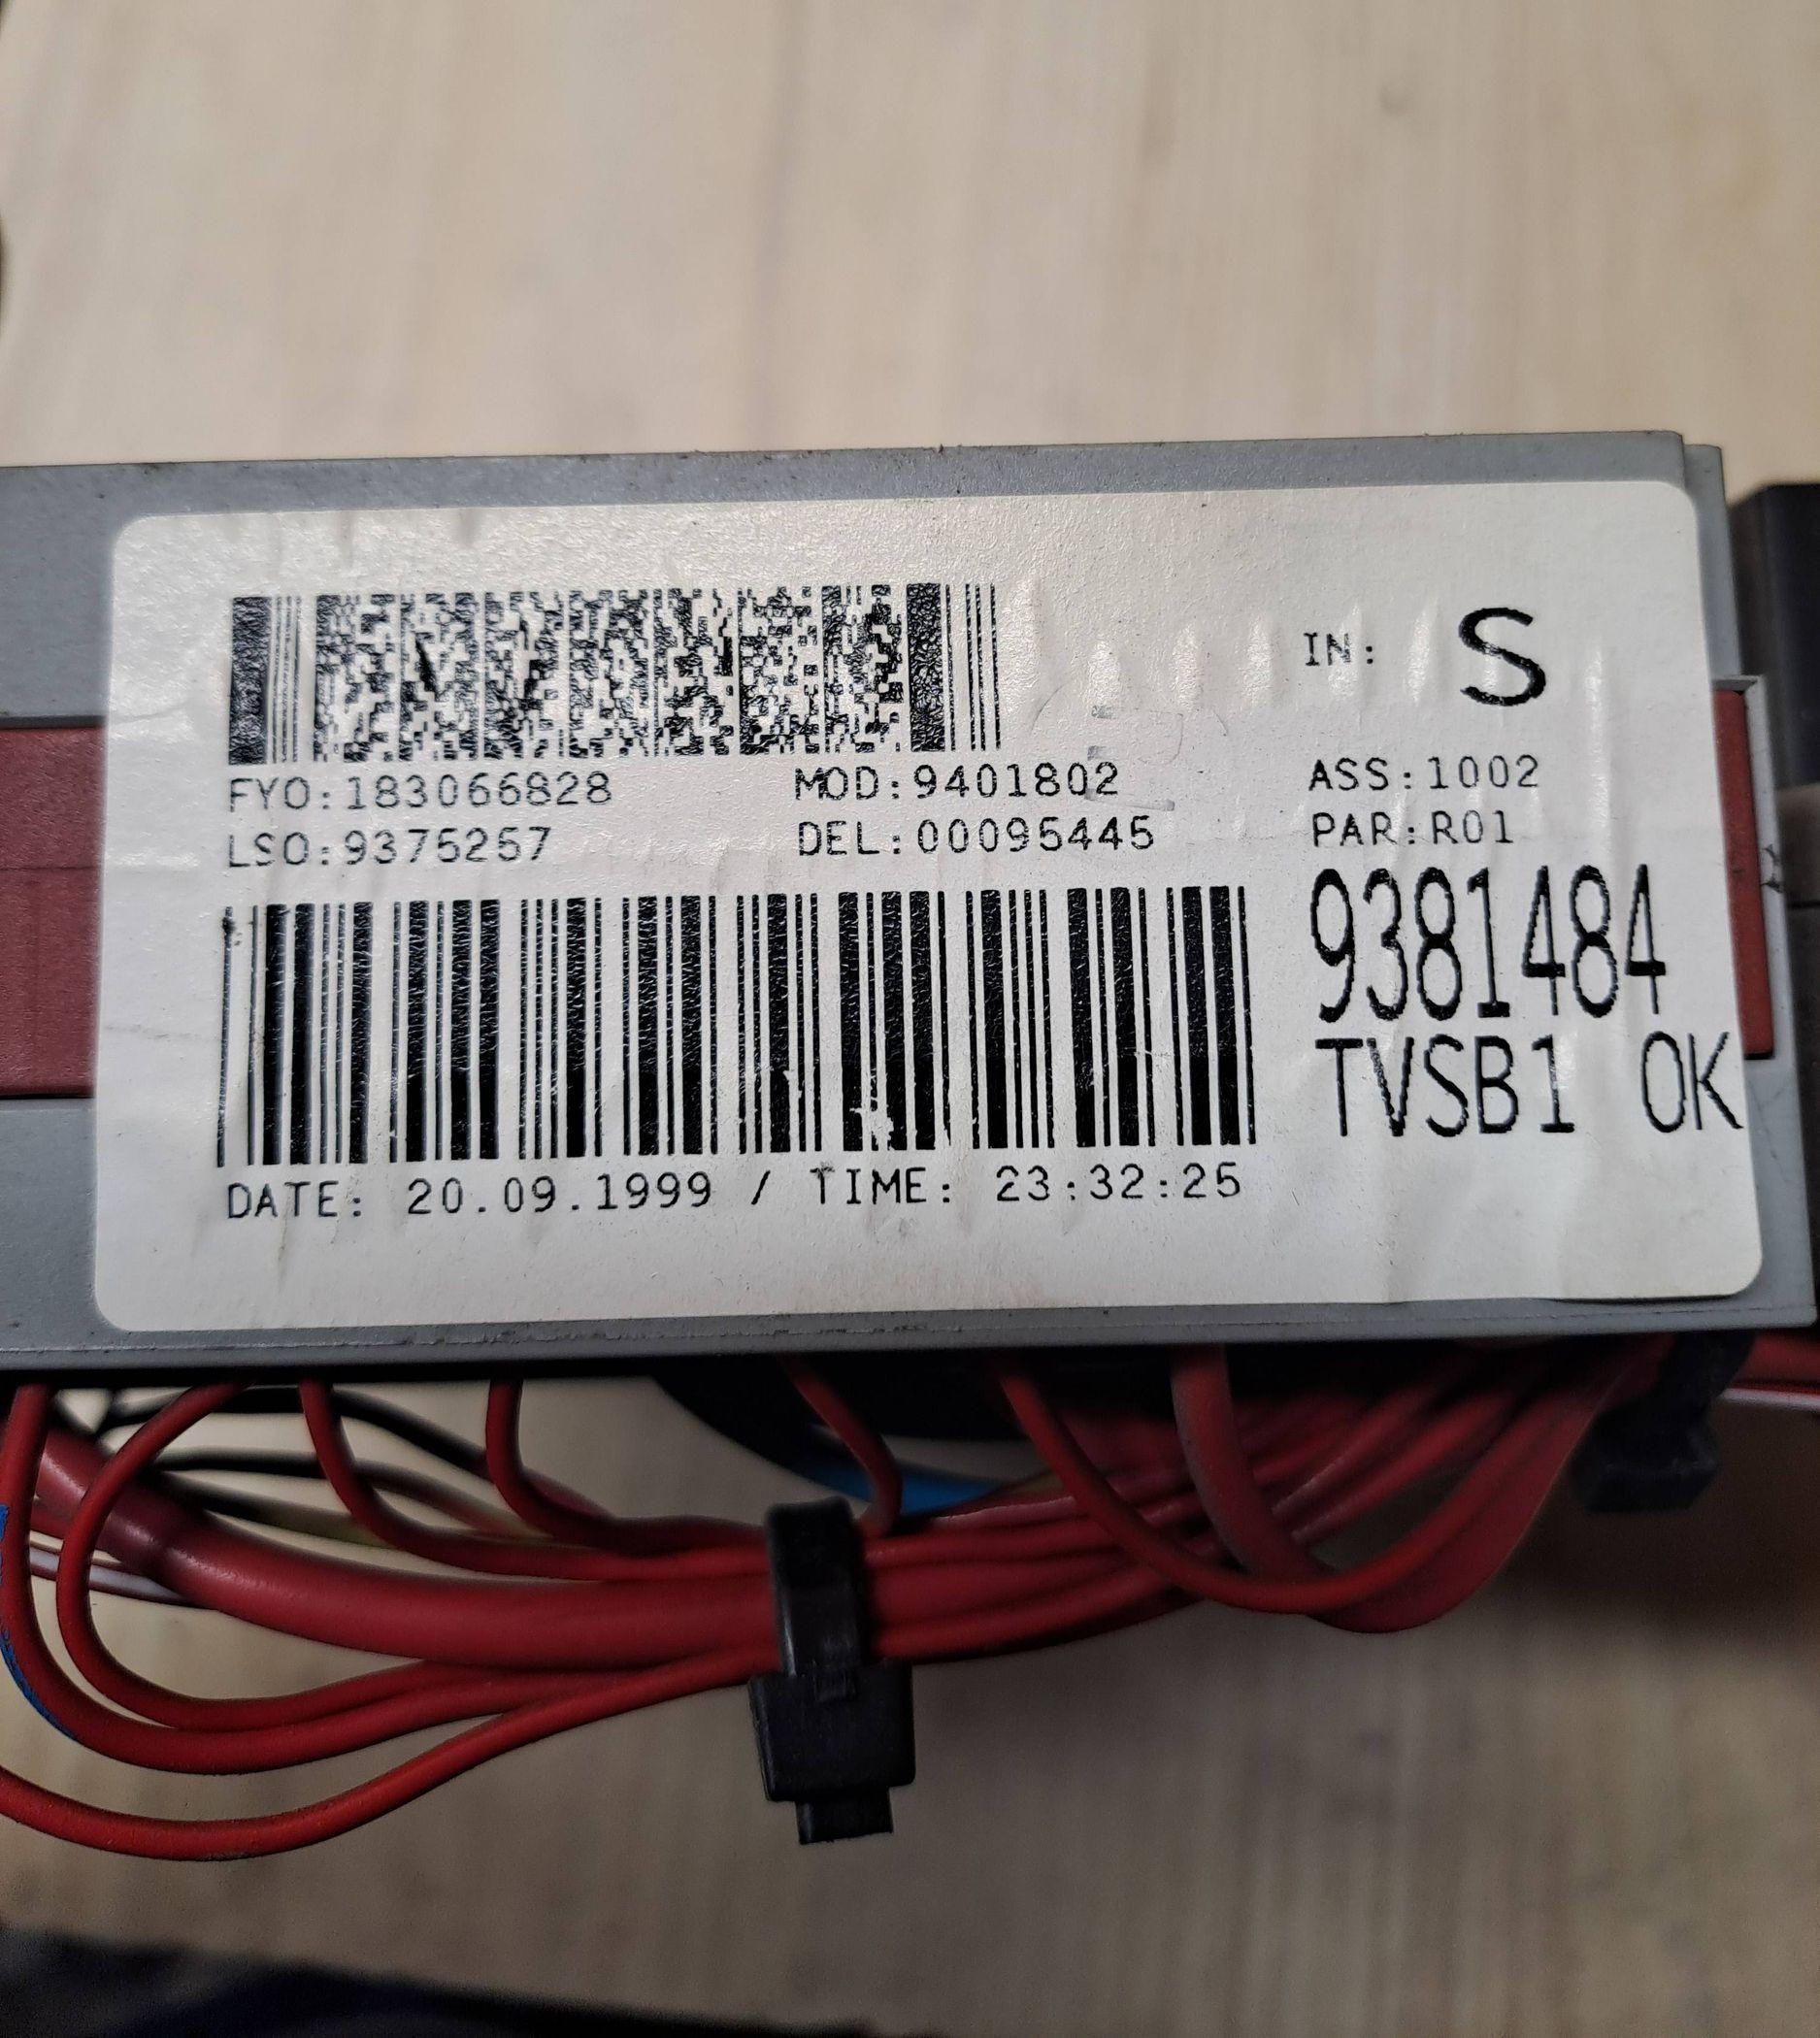 IN: S
FYO:183066828 MOD:9401802 ASS:1002
LSO:9375257 DEL:00095445 PAR:R01
9381484
TVSB1 OK
DATE: 20.09.1999 / TIME: 23:32:25